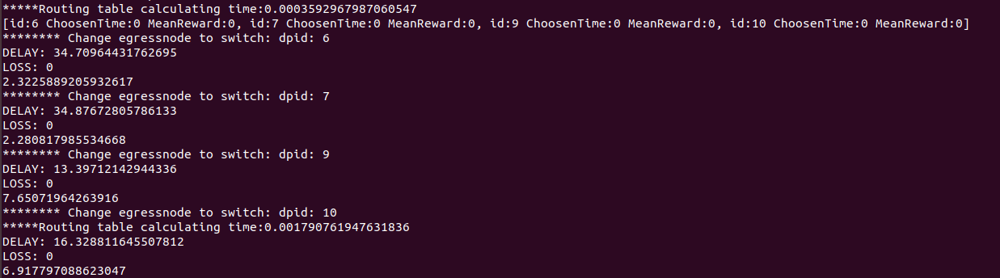 *****Routing table calculating time:0.0003592967987060547
[id:6 ChoosenTime:0 MeanReward:0, id:7 ChoosenTime:0 MeanReward:0, id:9 ChoosenTime:0 MeanReward:0, id:10 ChoosenTime:0 MeanReward:0]
******** Change egressnode to switch: dpid: 6
DELAY: 34.70964431762695
LOSS: 0
2.3225889205932617
******** Change egressnode to switch: dpid: 7
DELAY: 34.87672805786133
LOSS: 0
2.280817985534668
******** Change egressnode to switch: dpid: 9
DELAY: 13.39712142944336
LOSS: 0
7.65071964263916
******** Change egressnode to switch: dpid: 10
*****Routing table calculating time:0.001790761947631836
DELAY: 16.328811645507812
LOSS: 0
6.917797088623047